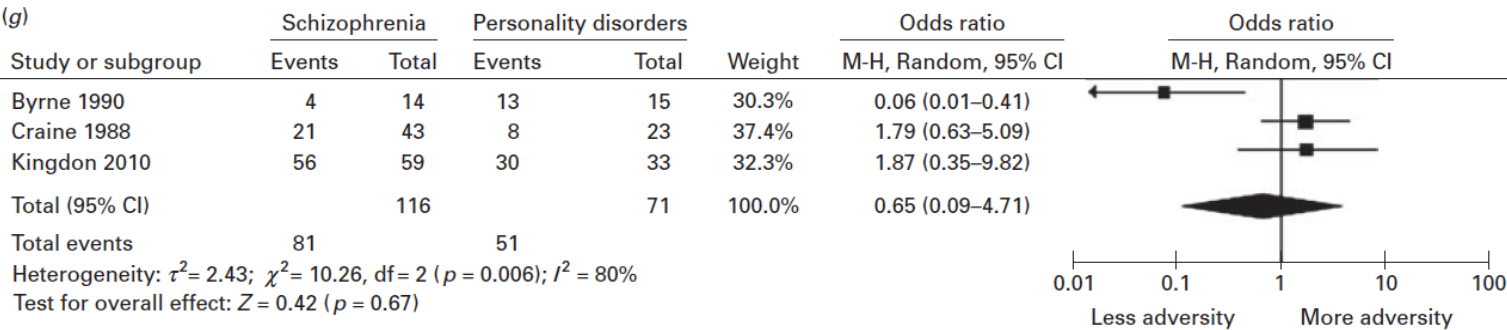 (g) Schizophrenia Personality disorders Odds ratio Odds ratio
Study or subgroup Events Total Events Total Weight M-H, Random, 95% CI M-H, Random, 95% CI
Byrne 1990 4 14 13 15 30.3% 0.06 (0.01–0.41)
Craine 1988 21 43 8 23 37.4% 1.79 (0.63–5.09)
Kingdon 2010 56 59 30 33 32.3% 1.87 (0.35–9.82)
Total (95% CI) 116 71 100.0% 0.65 (0.09–4.71)
Total events 81 51
Heterogeneity: τ²= 2.43; χ²= 10.26, df= 2 (p = 0.006); I² = 80%
Test for overall effect: Z = 0.42 (p = 0.67)
0.01 0.1 1 10 100
Less adversity More adversity